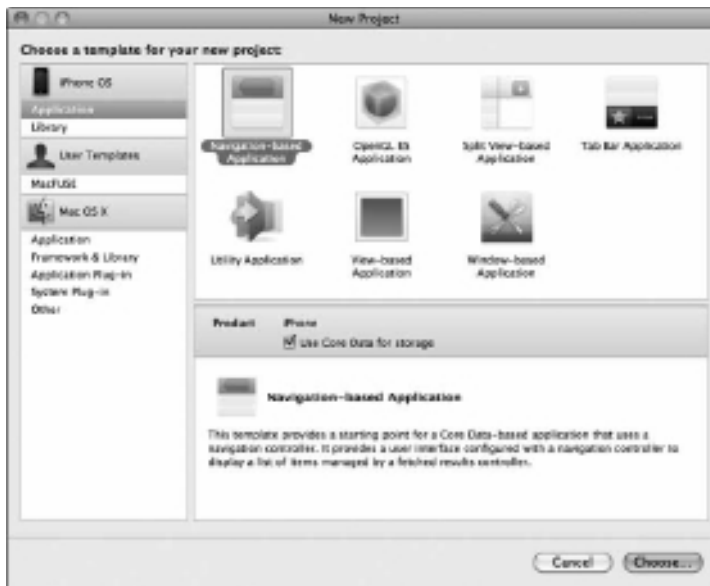 New Project
Choose a template for your new project:
iPhone OS
Application
Library
User Templates
MacFUSE
Mac OS X
Application
Framework & Library
Application Plug-in
System Plug-in
Other
Navigation-based
Application
OpenGL ES
Application
Split View-based
Application
Tab Bar Application
Utility Application
View-based
Application
Window-based
Application
Product iPhone
Use Core Data for storage
Navigation-based Application
This template provides a starting point for a Core Data-based application that uses a
navigation controller. It provides a user interface configured with a navigation controller to
display a list of items managed by a fetched results controller.
Cancel
Choose...